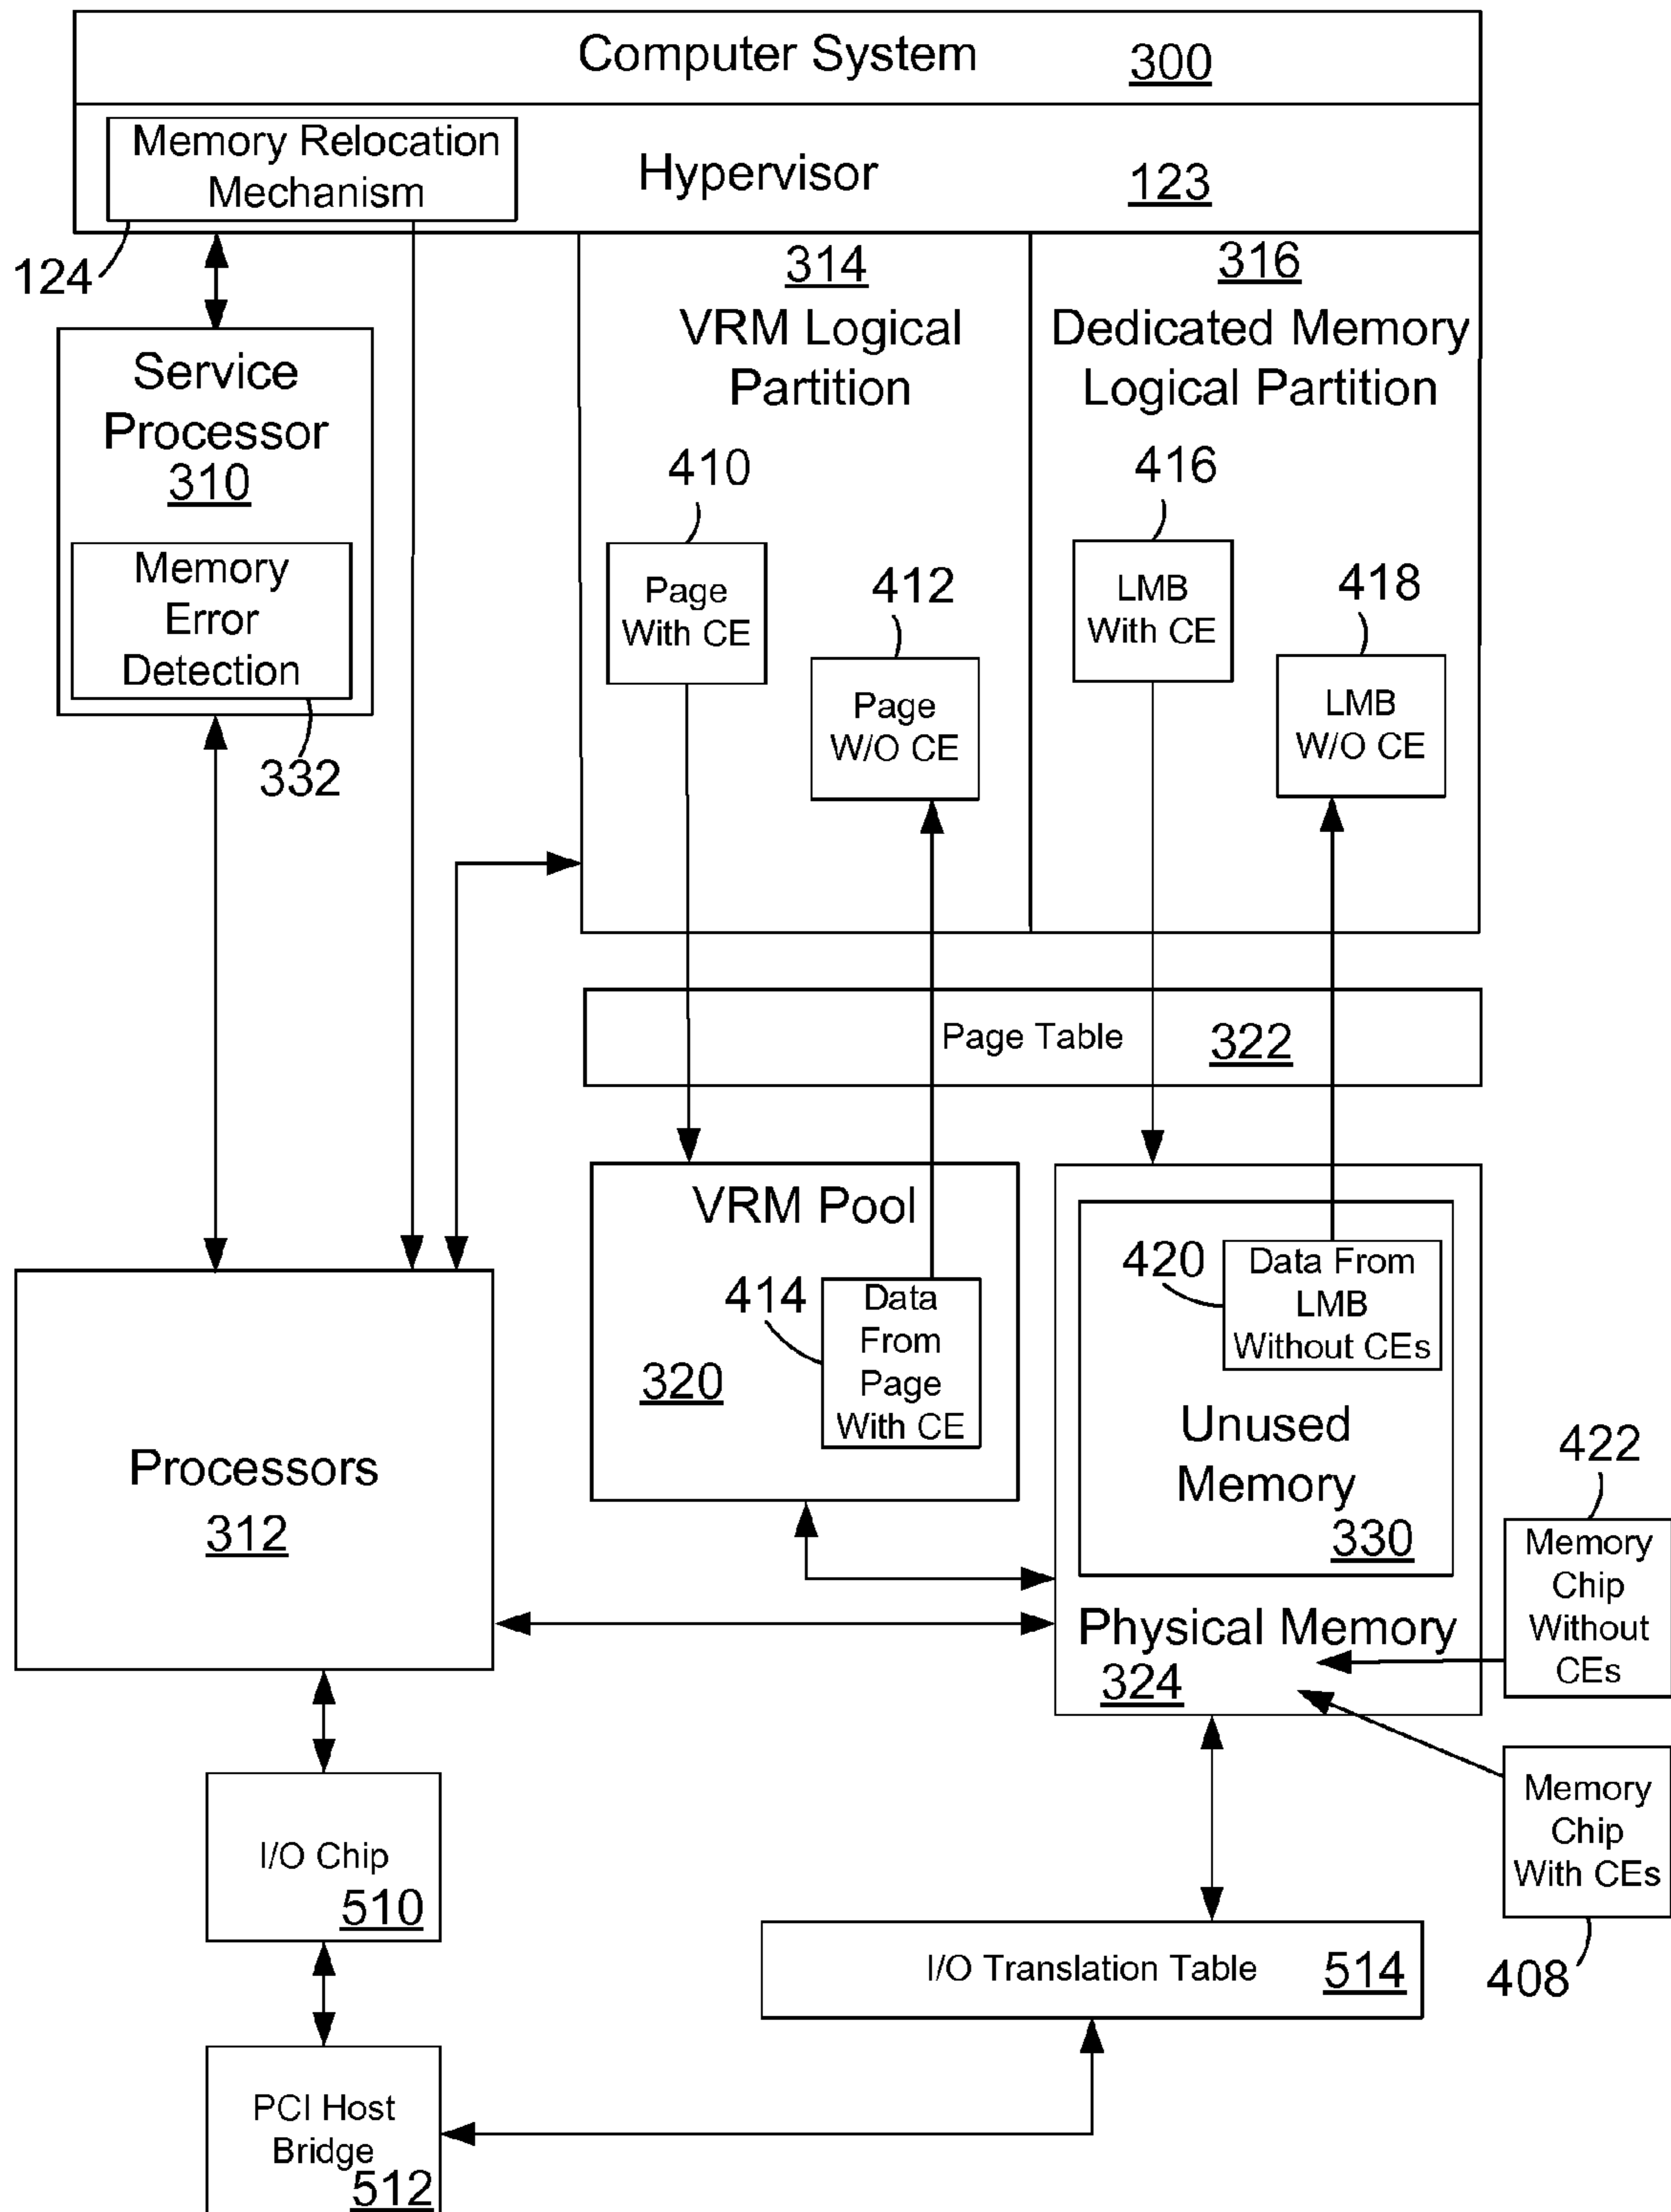 Computer System 300
Memory Relocation
Mechanism
Hypervisor 123
124
314
VRM Logical
Partition
316
Dedicated Memory
Logical Partition
Service
Processor
310
Memory
Error
Detection
332
410
Page
With CE
412
Page
W/O CE
416
LMB
With CE
418
LMB
W/O CE
Page Table 322
VRM Pool
320
414
Data
From
Page
With CE
420
Data From
LMB
Without CEs
Unused
Memory
330
Physical Memory
324
422
Memory
Chip
Without
CEs
Memory
Chip
With CEs
408
Processors
312
I/O Chip
510
I/O Translation Table 514
PCI Host
Bridge
512